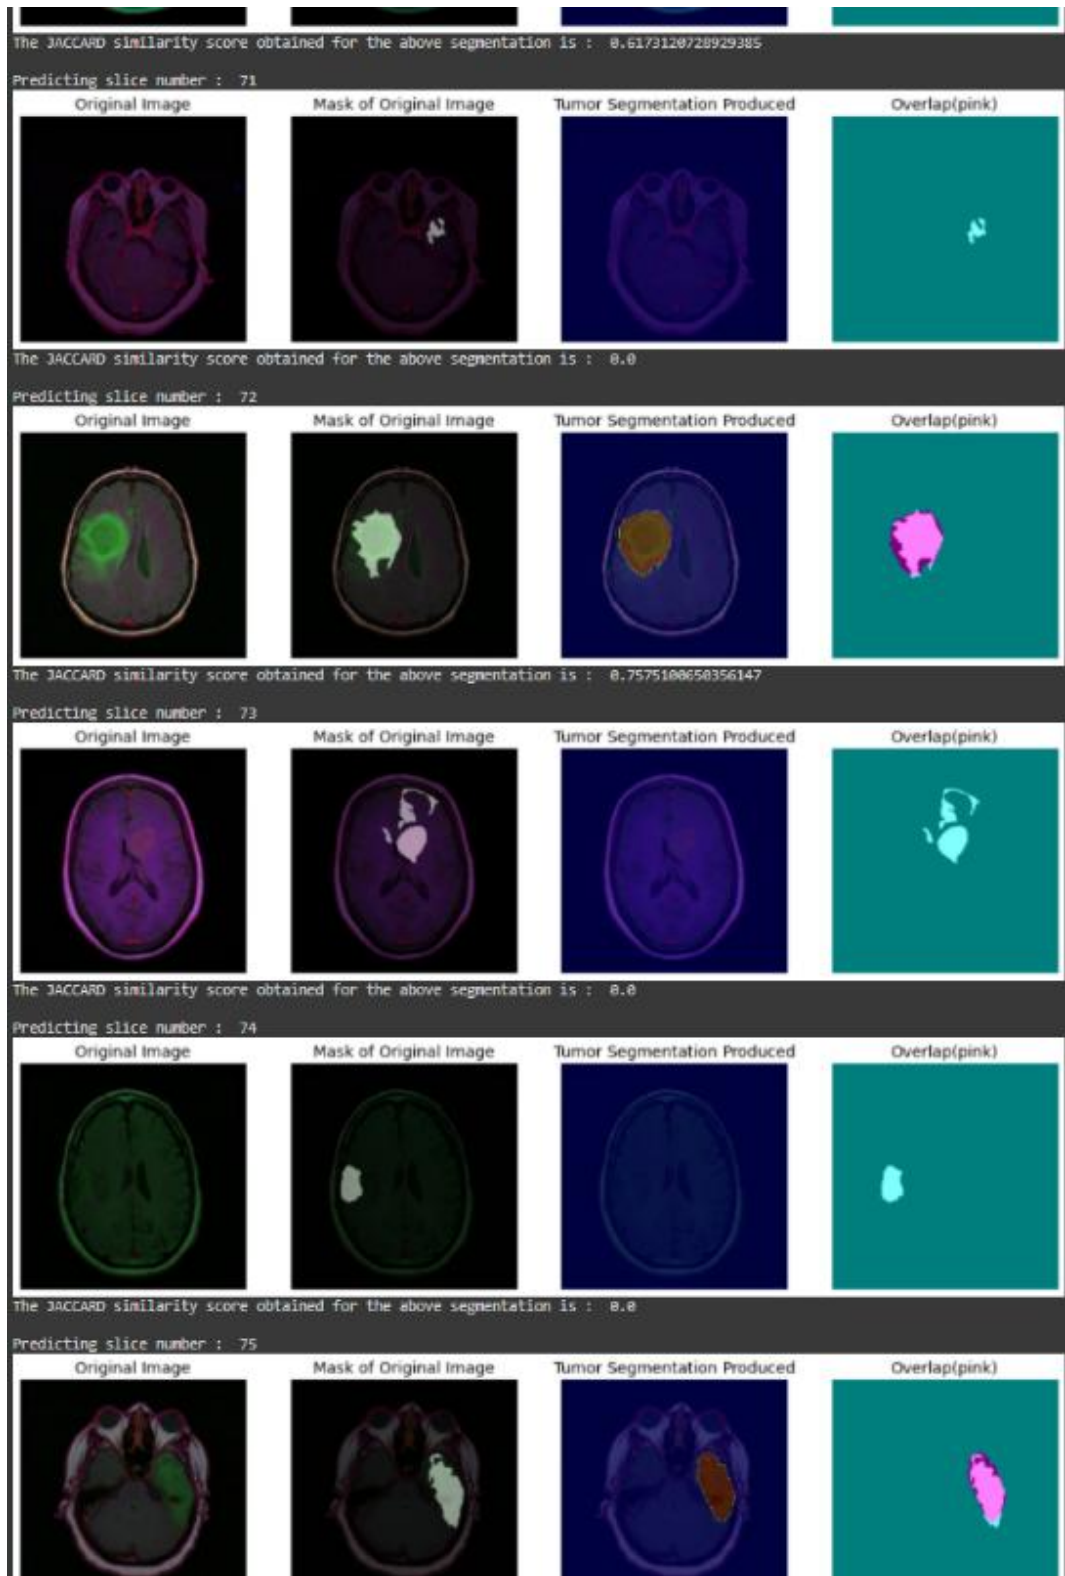 The JACCARD similarity score obtained for the above segmentation is :  0.6173120728929385
Predicting slice number :  71
Original Image Mask of Original Image Tumor Segmentation Produced Overlap(pink)
The JACCARD similarity score obtained for the above segmentation is :  0.0
Predicting slice number :  72
Original Image Mask of Original Image Tumor Segmentation Produced Overlap(pink)
The JACCARD similarity score obtained for the above segmentation is :  0.7575100650356147
Predicting slice number :  73
Original Image Mask of Original Image Tumor Segmentation Produced Overlap(pink)
The JACCARD similarity score obtained for the above segmentation is :  0.0
Predicting slice number :  74
Original Image Mask of Original Image Tumor Segmentation Produced Overlap(pink)
The JACCARD similarity score obtained for the above segmentation is :  0.0
Predicting slice number :  75
Original Image Mask of Original Image Tumor Segmentation Produced Overlap(pink)